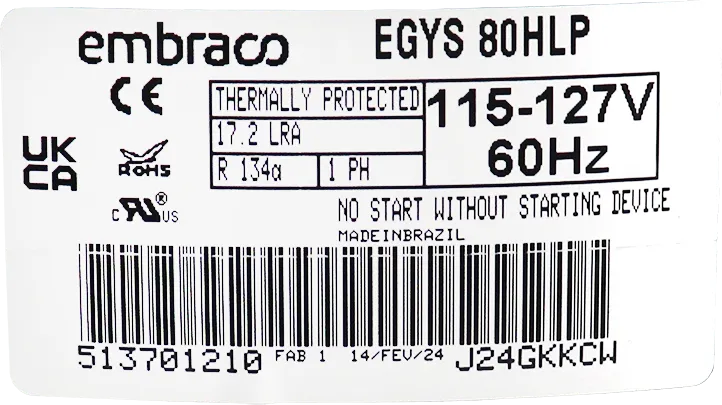 embraco EGYS 80HLP
CE
THERMALLY PROTECTED
115-127V
17.2 LRA
60Hz
R 134a 1 PH
UK
CA
RoHS
c RU ® US
NO START WITHOUT STARTING DEVICE
MADEINBRAZIL
513701210 FAB 1 14/FEV/24 J24GKKCW